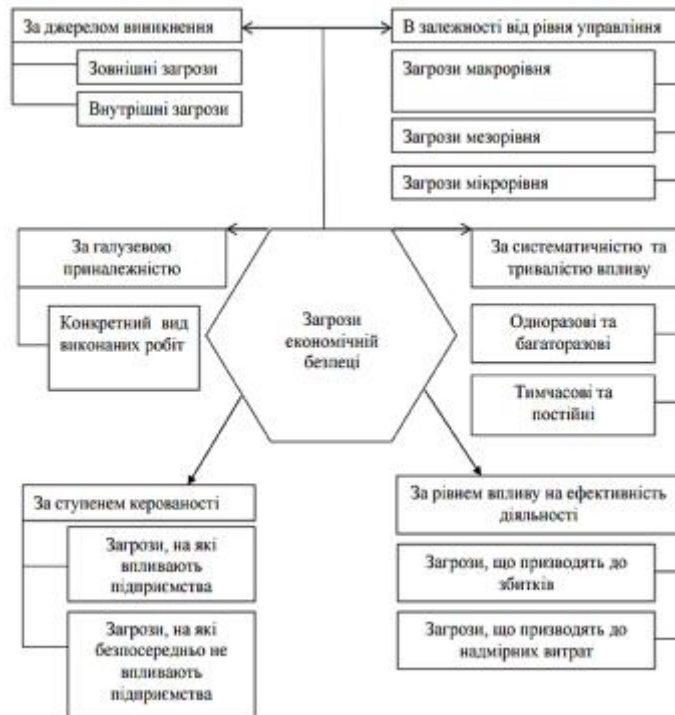 За джерелом виникнення
Зовнішні загрози
Внутрішні загрози
В залежності від рівня управління
Загрози макрорівня
Загрози мезорівня
Загрози мікрорівня
За галузевою
приналежністю
Конкретний вид
виконаних робіт
Загрози
економічній
безпеці
За систематичністю та
тривалістю впливу
Одноразові та
багаторазові
Тимчасові та
постійні
За ступенем керованості
Загрози, на які
впливають
підприємства
Загрози, на які
безпосередньо не
впливають
підприємства
За рівнем впливу на ефективність
діяльності
Загрози, що призводять до
збитків
Загрози, що призводять до
надмірних витрат